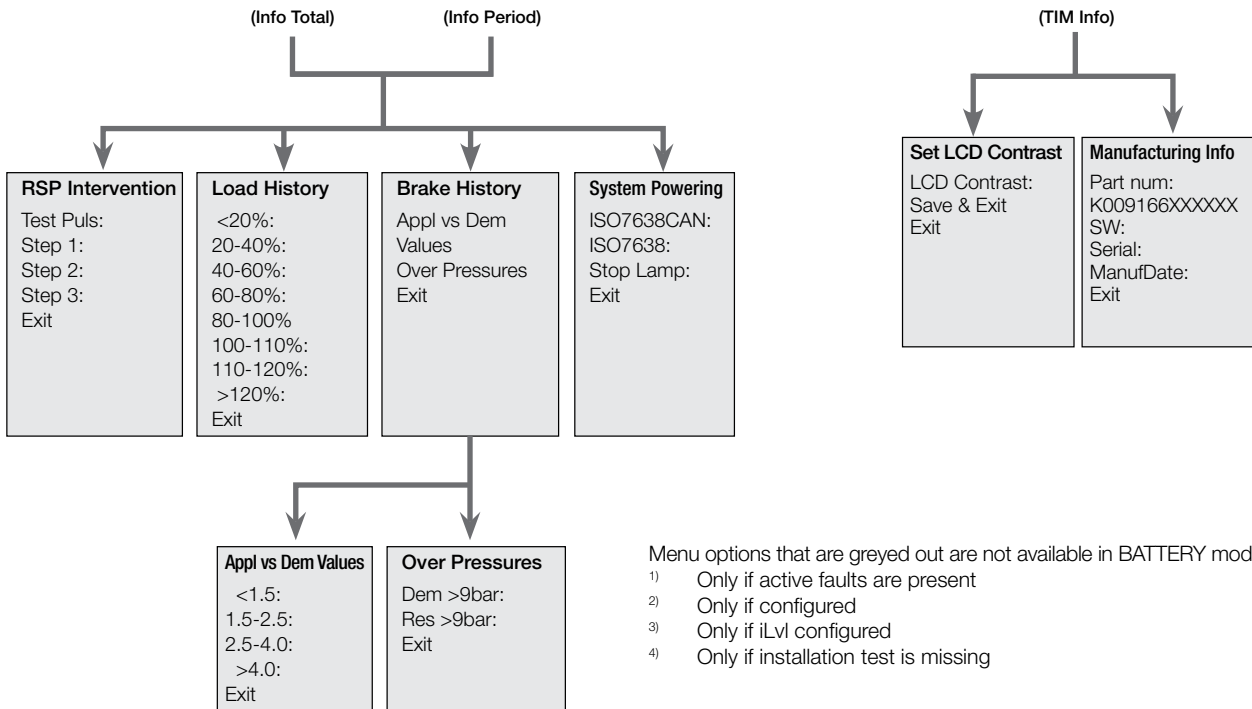 (Info Total)
(Info Period)
(TIM Info)
RSP Intervention
Test Puls:
Step 1:
Step 2:
Step 3:
Exit
Load History
<20%:
20-40%:
40-60%:
60-80%:
80-100%
100-110%:
110-120%:
>120%:
Exit
Brake History
Appl vs Dem
Values
Over Pressures
Exit
System Powering
ISO7638CAN:
ISO7638:
Stop Lamp:
Exit
Set LCD Contrast
LCD Contrast:
Save & Exit
Exit
Manufacturing Info
Part num:
K009166XXXXXX
SW:
Serial:
ManufDate:
Exit
Appl vs Dem Values
<1.5:
1.5-2.5:
2.5-4.0:
>4.0:
Exit
Over Pressures
Dem >9bar:
Res >9bar:
Exit
Menu options that are greyed out are not available in BATTERY mod
1) Only if active faults are present
2) Only if configured
3) Only if iLvl configured
4) Only if installation test is missing